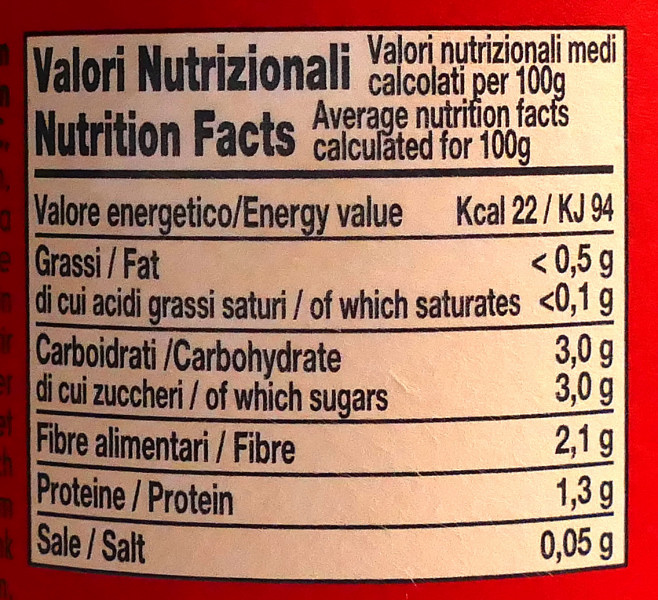 Valori Nutrizionali Valori nutrizionali medi
calcolati per 100g
Nutrition Facts Average nutrition facts
calculated for 100g
Valore energetico/Energy value Kcal 22 / KJ 94
Grassi / Fat < 0,5 g
di cui acidi grassi saturi / of which saturates <0,1 g
Carboidrati /Carbohydrate 3,0 g
di cui zuccheri / of which sugars 3,0 g
Fibre alimentari / Fibre 2,1 g
Proteine / Protein 1,3 g
Sale / Salt 0,05 g